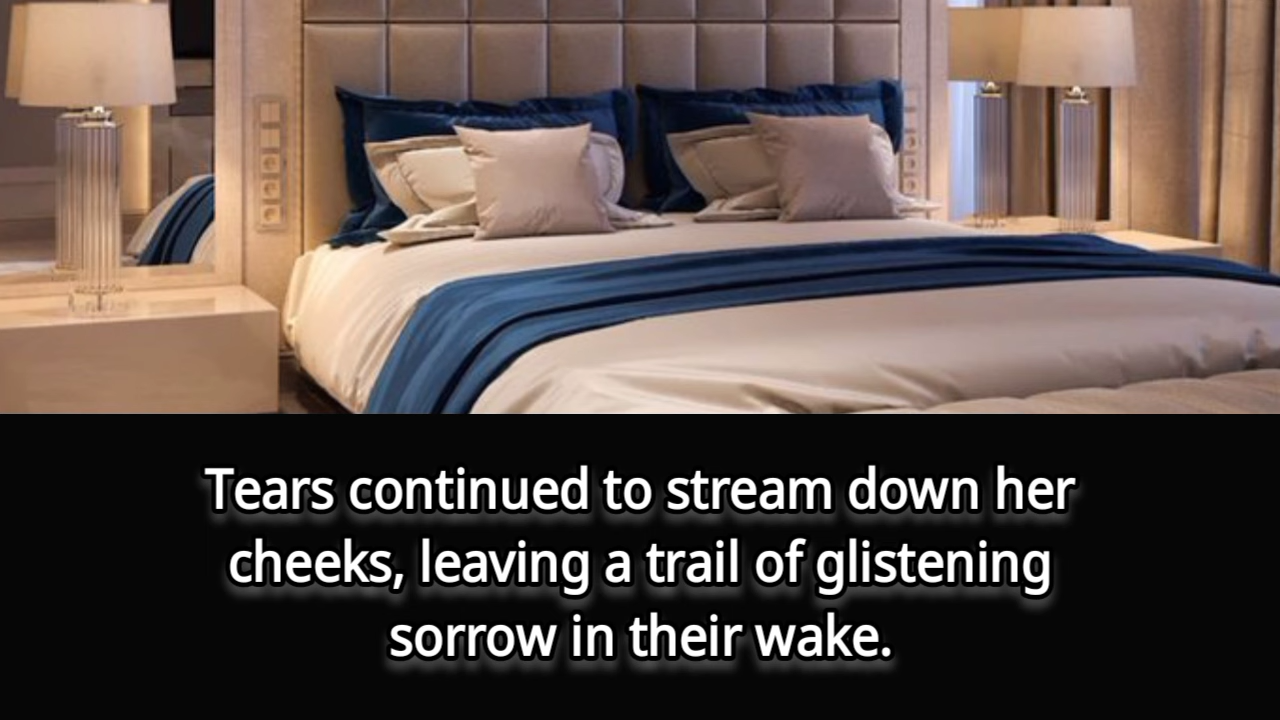 Tears continued to stream down her
cheeks, leaving a trail of glistening
sorrow in their wake.